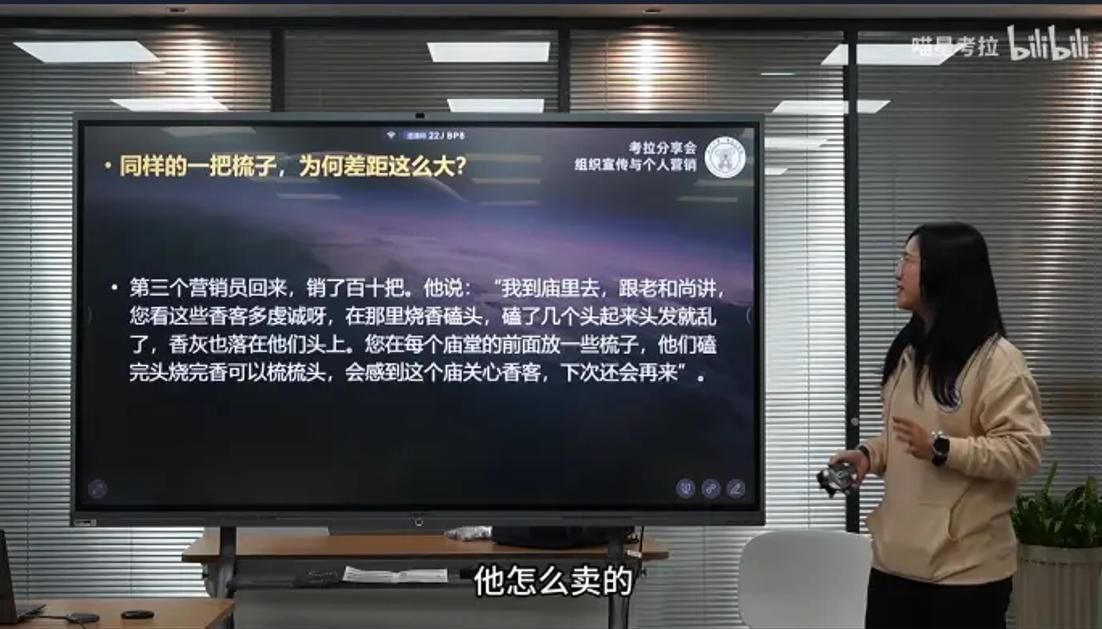 喵星考拉 bilibili
22J BP8
考拉分享会
组织宣传与个人营销
• 同样的一把梳子，为何差距这么大?
• 第三个营销员回来，销了百十把。他说：“我到庙里去，跟老和尚讲，
您看这些香客多虔诚呀，在那里烧香磕头，磕了几个头起来头发就乱
了，香灰也落在他们头上。您在每个庙堂的前面放一些梳子，他们磕
完头烧完香可以梳梳头，会感到这个庙关心香客，下次还会再来”。
他怎么卖的